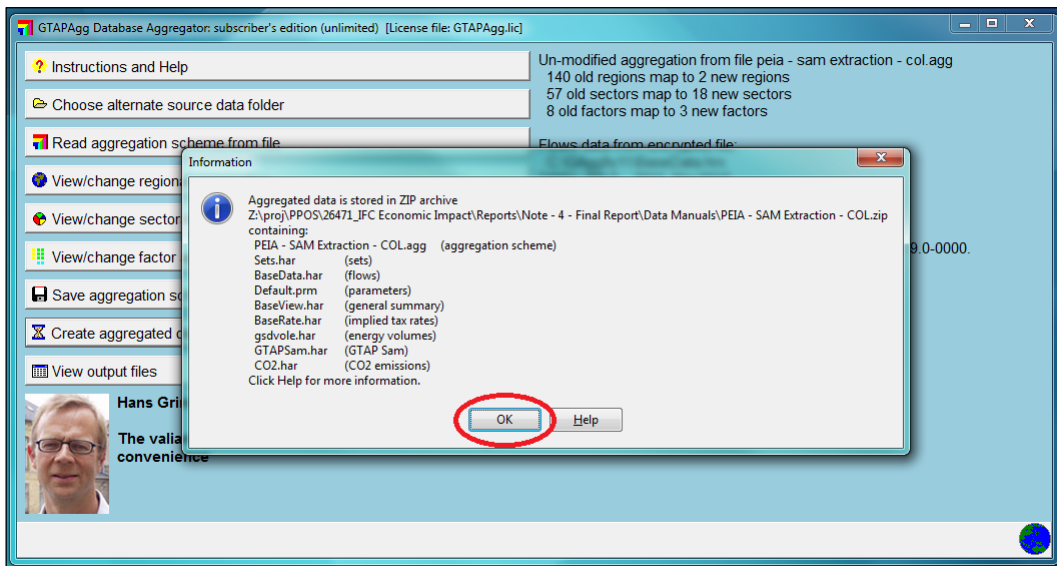 GTAPAgg Database Aggregator: subscriber's edition (unlimited) [License file: GTAPAgg.lic]
Instructions and Help
Choose alternate source data folder
Read aggregation scheme from file
View/change region
View/change sector
View/change factor
Save aggregation
Create aggregated
View output files
Hans
The
convenience
Un-modified aggregation from file peia - sam extraction - col.agg
140 old regions map to 2 new regions
57 old sectors map to 18 new sectors
8 old factors map to 3 new factors
Flows data from encrypted file:
9.0-0000.
Information
Aggregated data is stored in ZIP archive
Z:\proj\PPOS\26471_IFC Economic Impact\Reports\Note - 4 - Final Report\Data Manuals\PEIA - SAM Extraction - COL.zip
containing:
PEIA - SAM Extraction - COL.agg (aggregation scheme)
Sets.har (sets)
BaseData.har (flows)
Default.prm (parameters)
BaseView.har (general summary)
BaseRate.har (implied tax rates)
gsdvole.har (energy volumes)
GTAPSam.har (GTAP Sam)
CO2.har (CO2 emissions)
Click Help for more information.
OK
Help